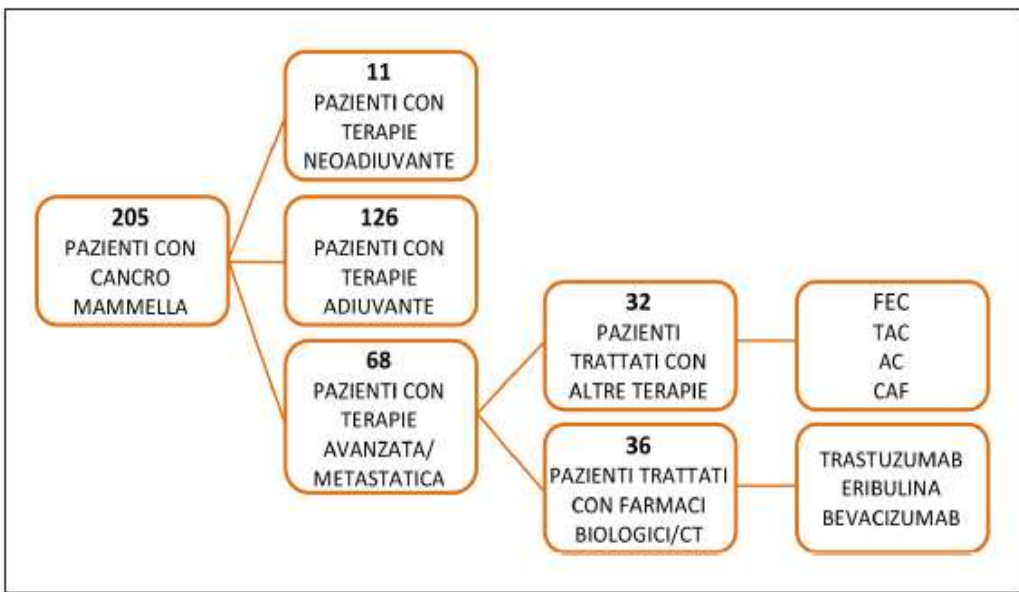 11
PAZIENTI CON
TERAPIE
NEOADIUVANTE
205
PAZIENTI CON
CANCRO
MAMMELLA
126
PAZIENTI CON
TERAPIE
ADIUVANTE
68
PAZIENTI CON
TERAPIE
AVANZATA/
METASTATICA
32
PAZIENTI
TRATTATI CON
ALTRE TERAPIE
FEC
TAC
AC
CAF
36
PAZIENTI TRATTATI
CON FARMACI
BIOLOGICI/CT
TRASTUZUMAB
ERIBULINA
BEVACIZUMAB